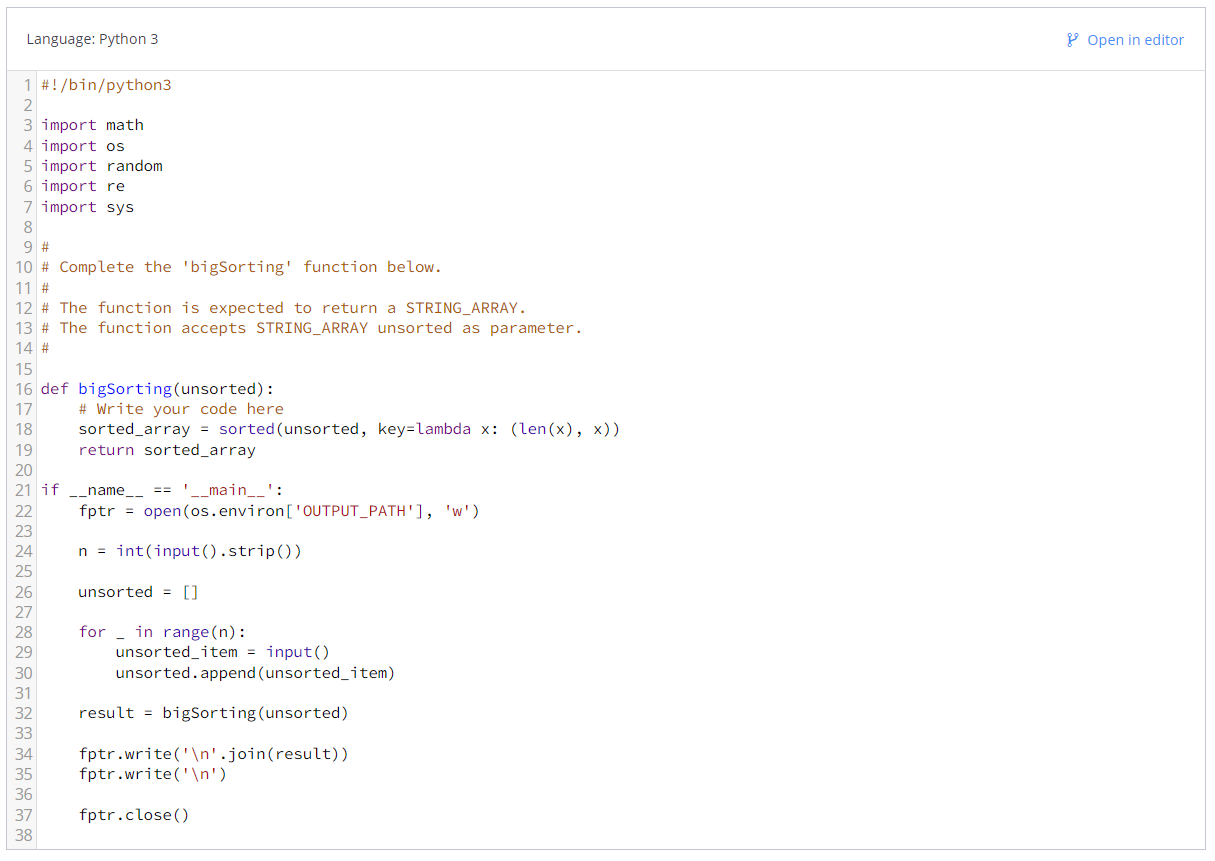 Language: Python 3
Open in editor
1 #!/bin/python3
2
3 import math
4 import os
5 import random
6 import re
7 import sys
8
9 #
10 # Complete the 'bigSorting' function below.
11 #
12 # The function is expected to return a STRING_ARRAY.
13 # The function accepts STRING_ARRAY unsorted as parameter.
14 #
15
16 def bigSorting(unsorted):
17     # Write your code here
18     sorted_array = sorted(unsorted, key=lambda x: (len(x), x))
19     return sorted_array
20
21 if __name__ == '__main__':
22     fptr = open(os.environ['OUTPUT_PATH'], 'w')
23
24     n = int(input().strip())
25
26     unsorted = []
27
28     for _ in range(n):
29         unsorted_item = input()
30         unsorted.append(unsorted_item)
31
32     result = bigSorting(unsorted)
33
34     fptr.write('\n'.join(result))
35     fptr.write('\n')
36
37     fptr.close()
38